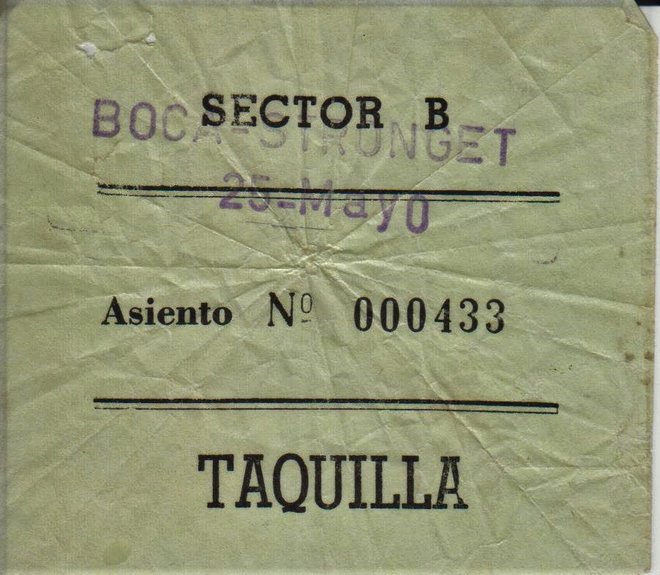 SECTOR B
BOCA-STRONGET
25-Mayo
Asiento Nº 000433
TAQUILLA